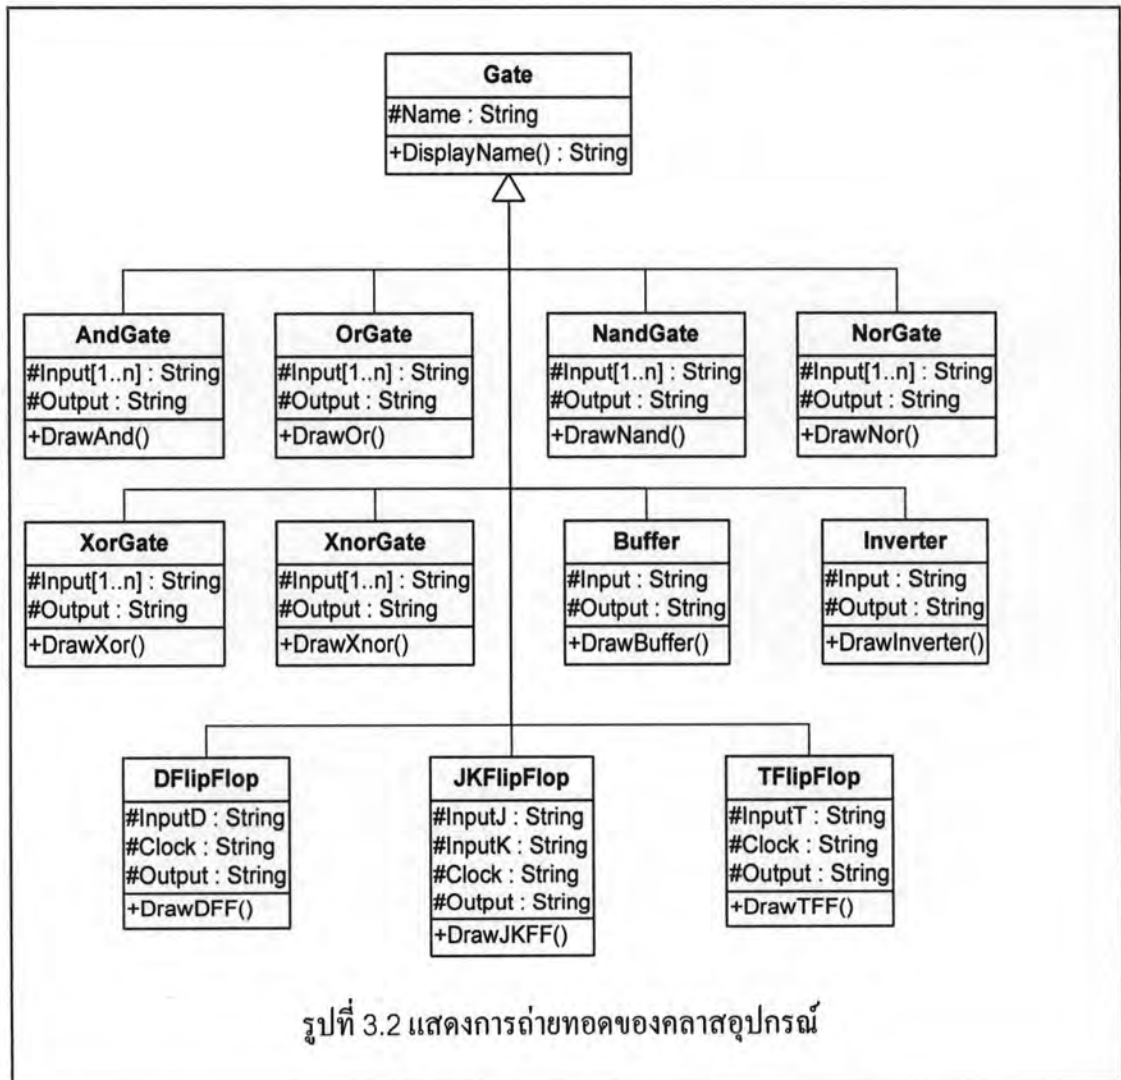 Gate
#Name : String
+DisplayName() : String
AndGate
#Input[1..n] : String
#Output : String
+DrawAnd()
OrGate
#Input[1..n] : String
#Output : String
+DrawOr()
NandGate
#Input[1..n] : String
#Output : String
+DrawNand()
NorGate
#Input[1..n] : String
#Output : String
+DrawNor()
XorGate
#Input[1..n] : String
#Output : String
+DrawXor()
XnorGate
#Input[1..n] : String
#Output : String
+DrawXnor()
Buffer
#Input : String
#Output : String
+DrawBuffer()
Inverter
#Input : String
#Output : String
+DrawInverter()
DFlipFlop
#InputD : String
#Clock : String
#Output : String
+DrawDFF()
JKFlipFlop
#InputJ : String
#InputK : String
#Clock : String
#Output : String
+DrawJKFF()
TFlipFlop
#InputT : String
#Clock : String
#Output : String
+DrawTFF()
รูปที่ 3.2 แสดงการถ่ายทอดของคลาสอุปกรณ์